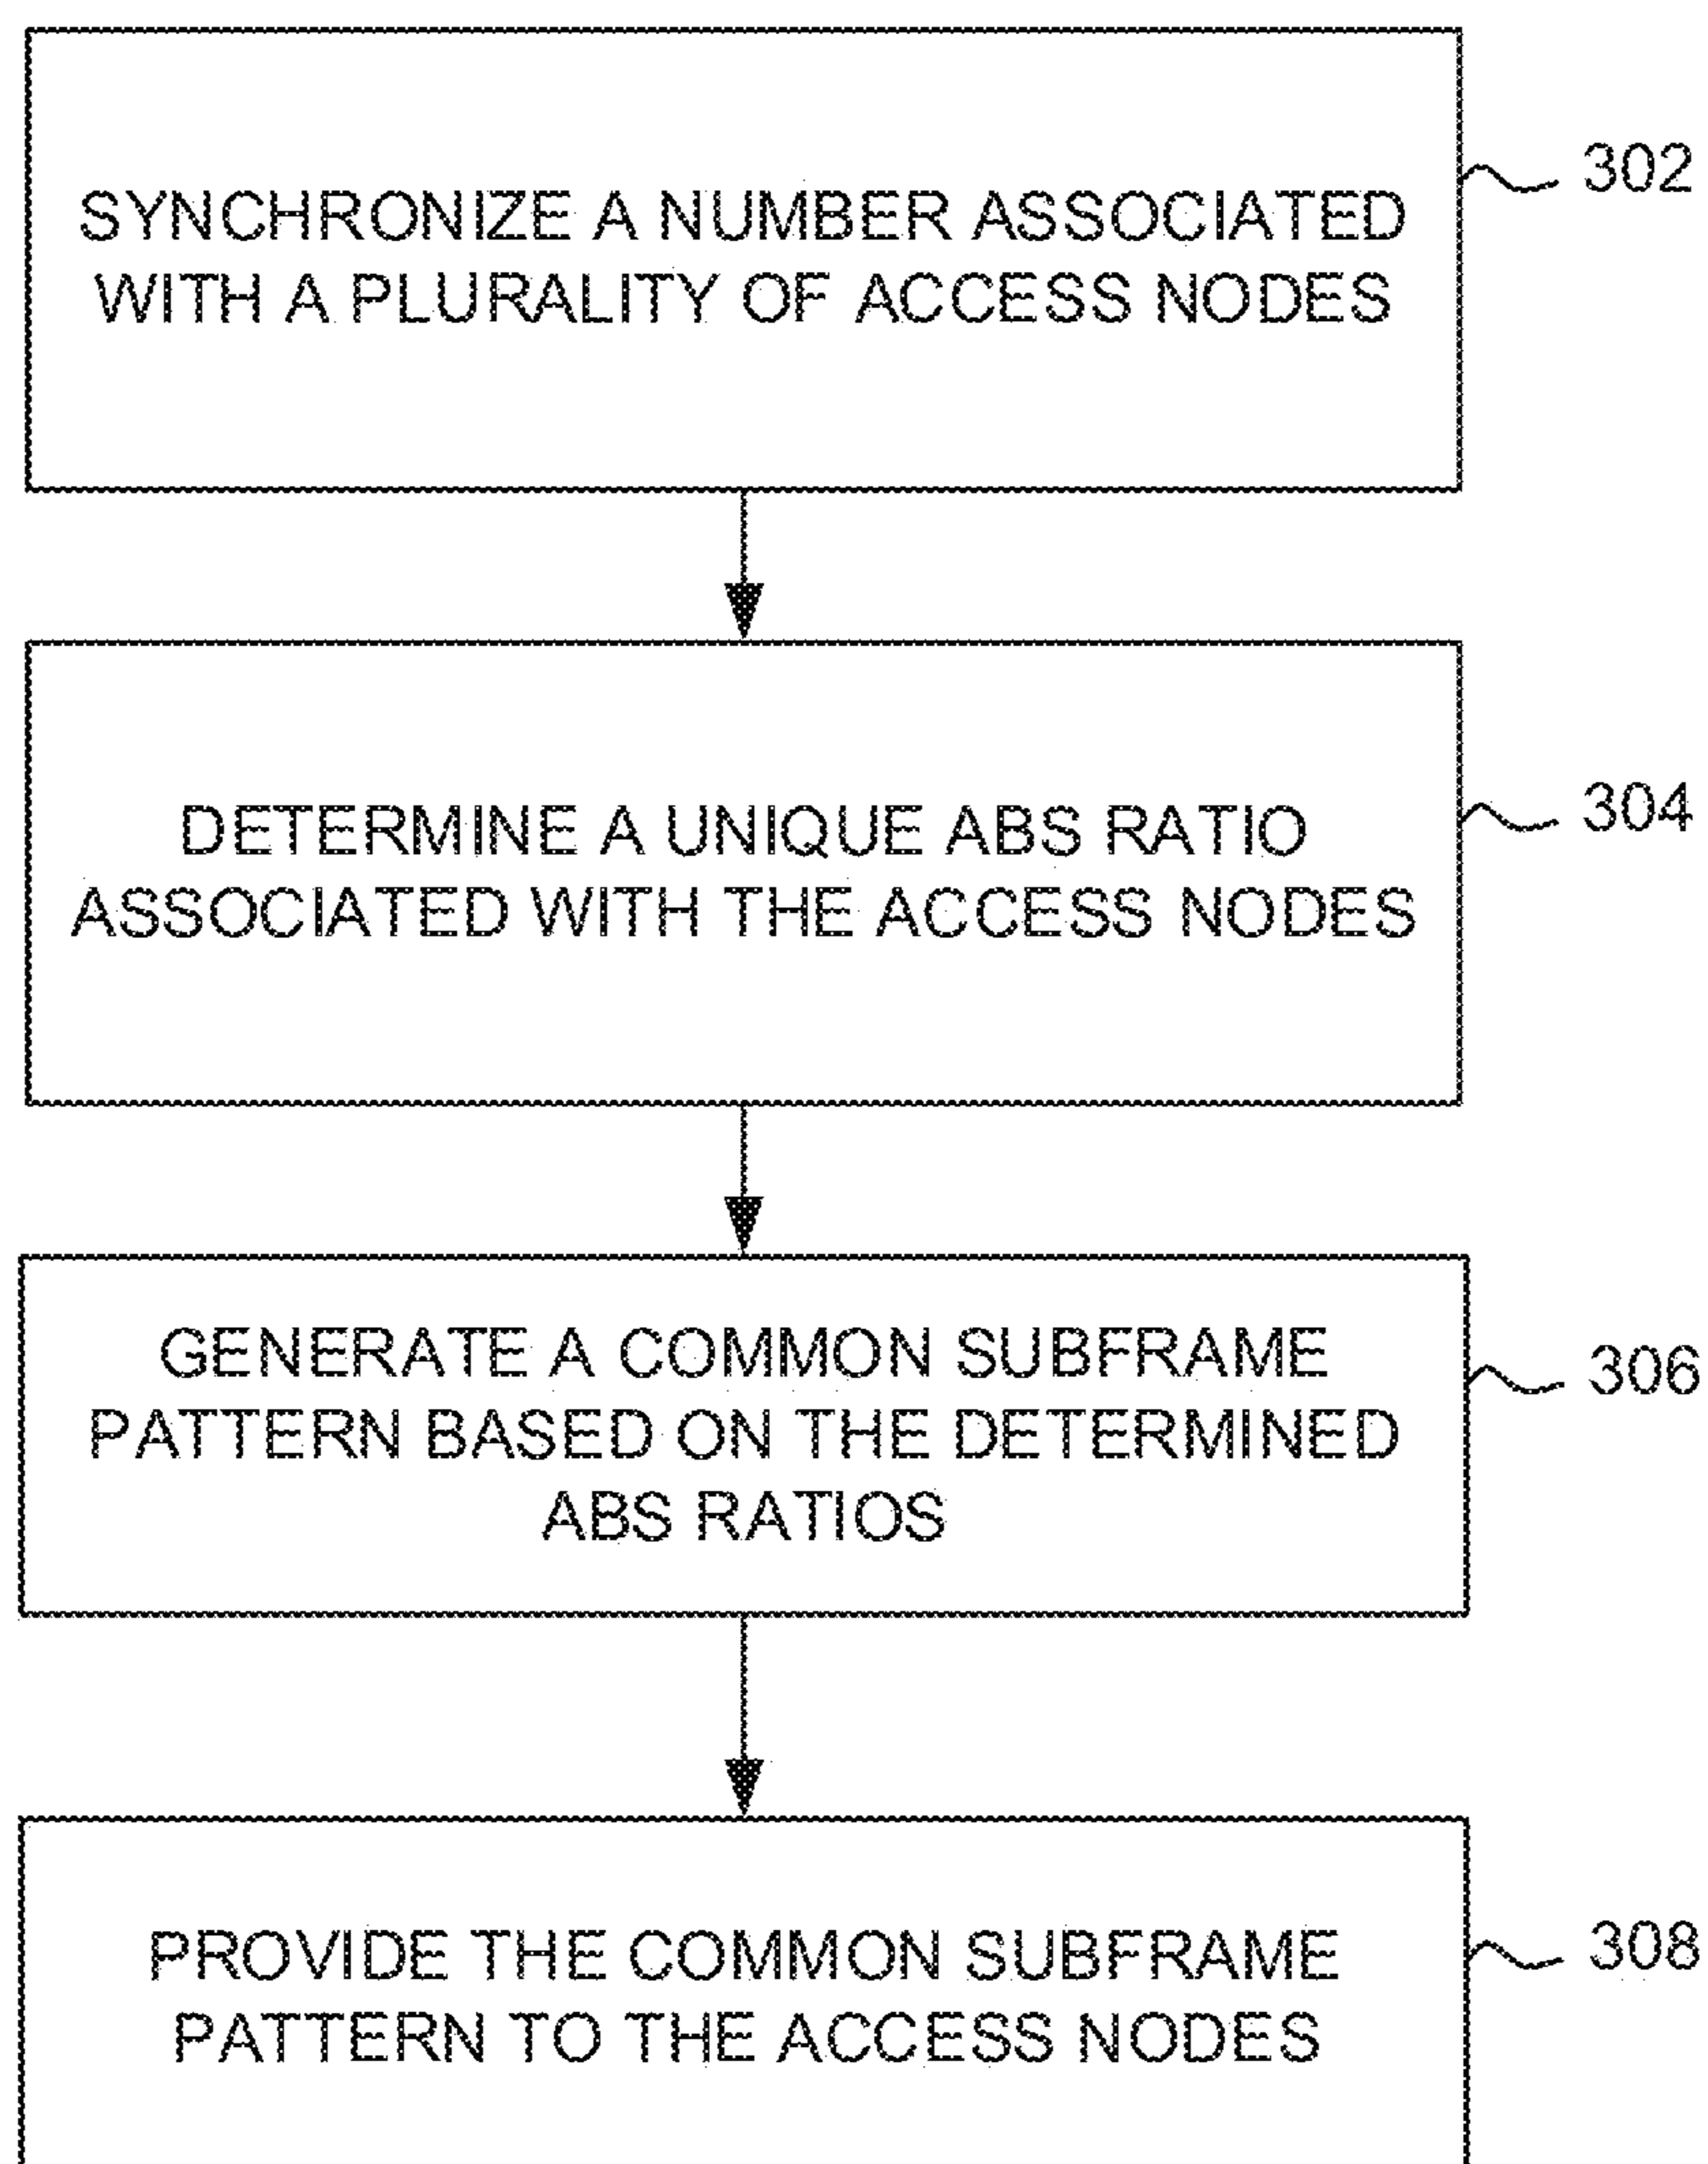 SYNCHRONIZE A NUMBER ASSOCIATED
WITH A PLURALITY OF ACCESS NODES
302
DETERMINE A UNIQUE ABS RATIO
ASSOCIATED WITH THE ACCESS NODES
304
GENERATE A COMMON SUBFRAME
PATTERN BASED ON THE DETERMINED
ABS RATIOS
306
PROVIDE THE COMMON SUBFRAME
PATTERN TO THE ACCESS NODES
308